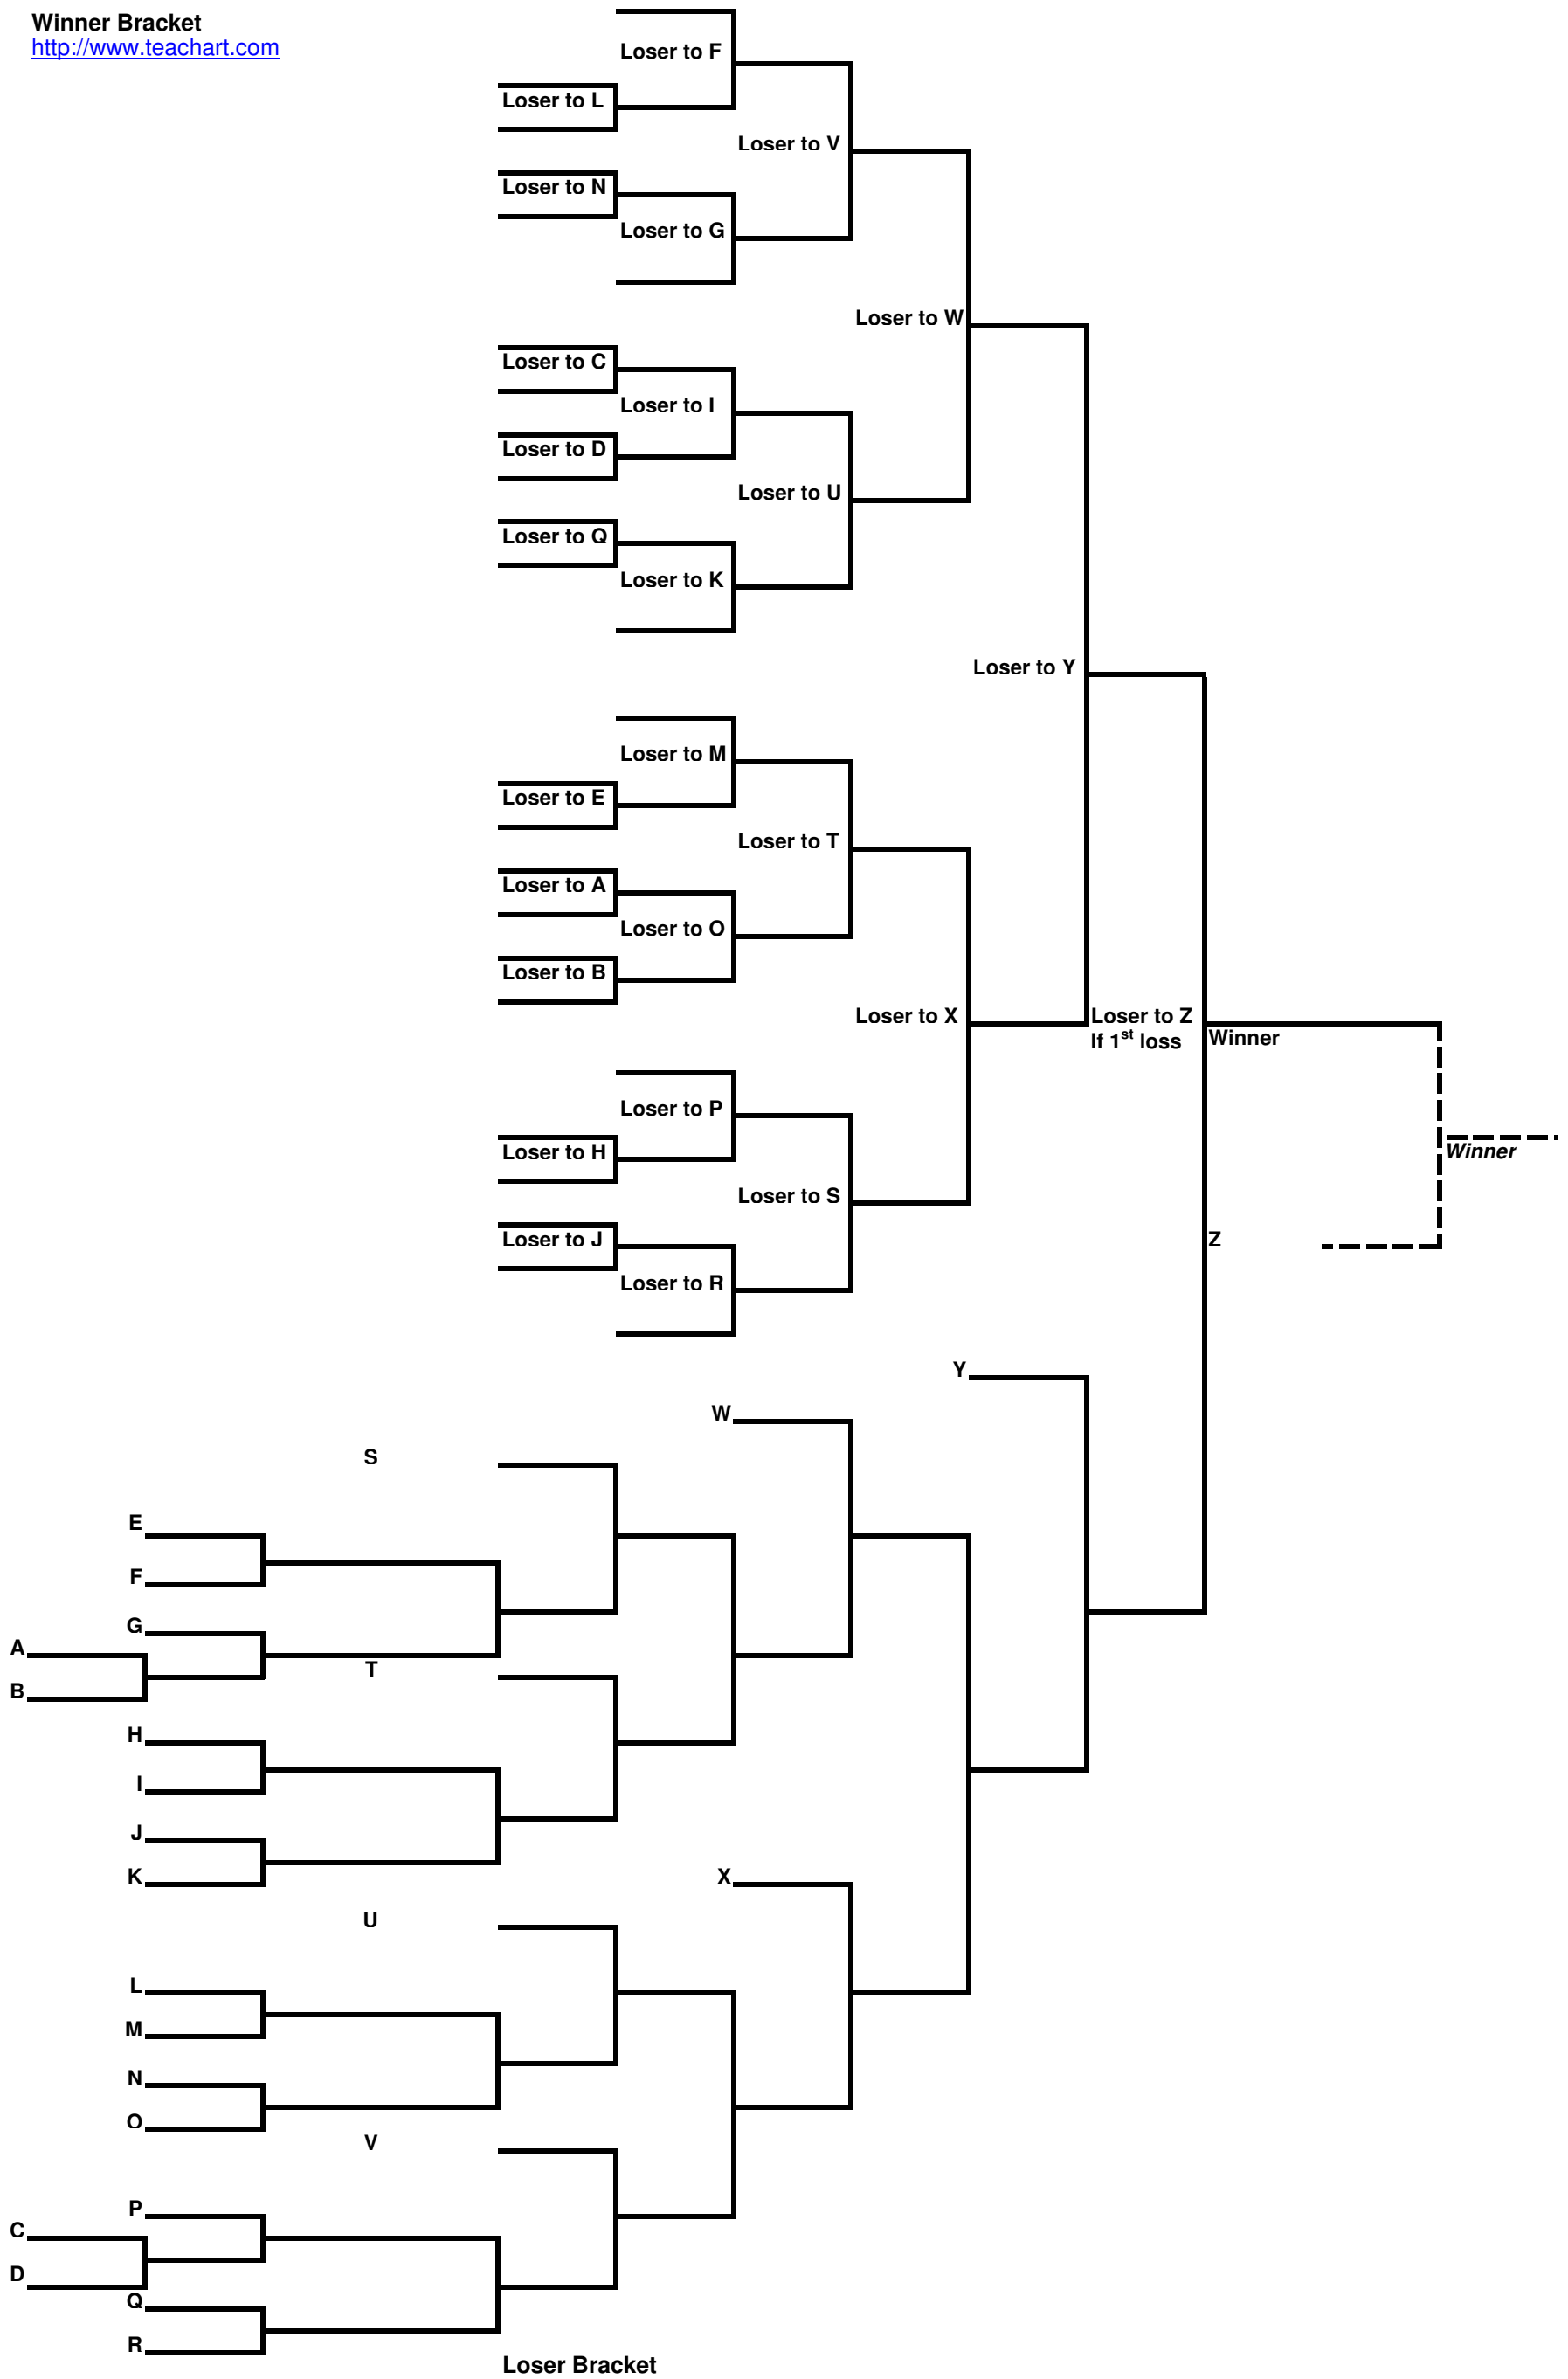 Winner Bracket
http://www.teachart.com
Loser to F
Loser to L
Loser to V
Loser to N
Loser to G
Loser to W
Loser to C
Loser to I
Loser to D
Loser to U
Loser to Q
Loser to K
Loser to Y
Loser to M
Loser to E
Loser to T
Loser to A
Loser to O
Loser to B
Loser to X
Loser to Z
If 1st loss
Winner
Loser to P
Loser to H
Winner
Loser to S
Loser to J
Z
Loser to R
Y
W
S
E
F
G
A
T
B
H
I
J
K
X
U
L
M
N
O
V
P
C
D
Q
R
Loser Bracket